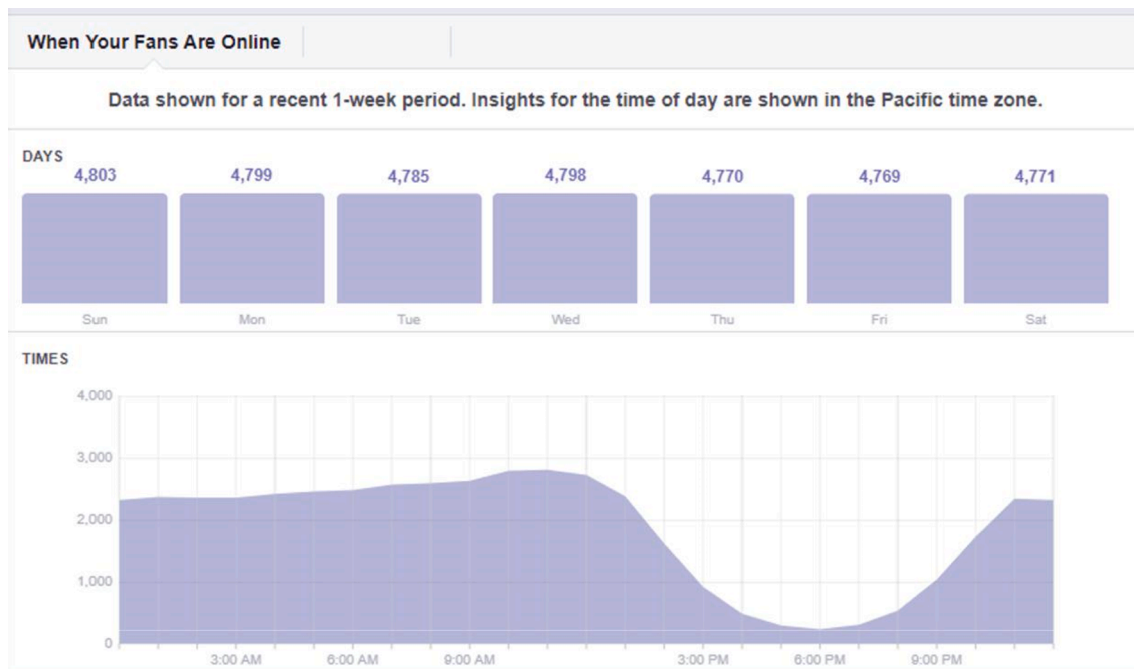 When Your Fans Are Online
Data shown for a recent 1-week period. Insights for the time of day are shown in the Pacific time zone.
DAYS
4,803 4,799 4,785 4,798 4,770 4,769 4,771
Sun Mon Tue Wed Thu Fri Sat
TIMES
4,000
3,000
2,000
1,000
0
3:00 AM 6:00 AM 9:00 AM 3:00 PM 6:00 PM 9:00 PM